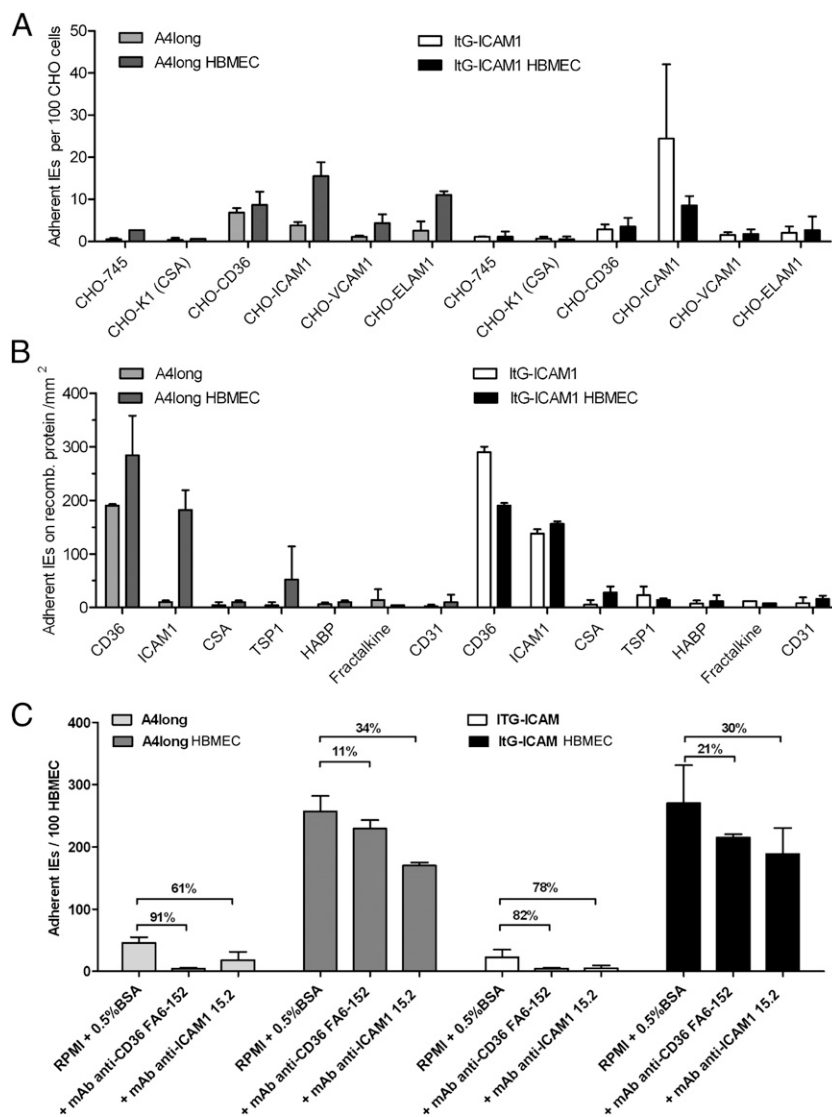 A
Adherent IEs per 100 CHO cells
A4long
A4long HBMEC
ItG-ICAM1
ItG-ICAM1 HBMEC
100
50
40
30
20
10
0
CHO-745
CHO-K1 (CSA)
CHO-CD36
CHO-ICAM1
CHO-VCAM1
CHO-ELAM1
CHO-745
CHO-K1 (CSA)
CHO-CD36
CHO-ICAM1
CHO-VCAM1
CHO-ELAM1
B
Adherent IEs on recomb. protein /mm²
A4long
A4long HBMEC
ItG-ICAM1
ItG-ICAM1 HBMEC
400
300
200
100
0
CD36
ICAM1
CSA
TSP1
HABP
Fractalkine
CD31
CD36
ICAM1
CSA
TSP1
HABP
Fractalkine
CD31
C
Adherent IEs / 100 HBMEC
A4long
A4long HBMEC
ITG-ICAM
ItG-ICAM HBMEC
400
300
200
100
0
61%
91%
34%
11%
78%
82%
30%
21%
RPMI + 0.5%BSA
+ mAb anti-CD36 FA6-152
+ mAb anti-ICAM1 15.2
RPMI + 0.5%BSA
+ mAb anti-CD36 FA6-152
+ mAb anti-ICAM1 15.2
RPMI + 0.5%BSA
+ mAb anti-CD36 FA6-152
+ mAb anti-ICAM1 15.2
RPMI + 0.5%BSA
+ mAb anti-CD36 FA6-152
+ mAb anti-ICAM1 15.2